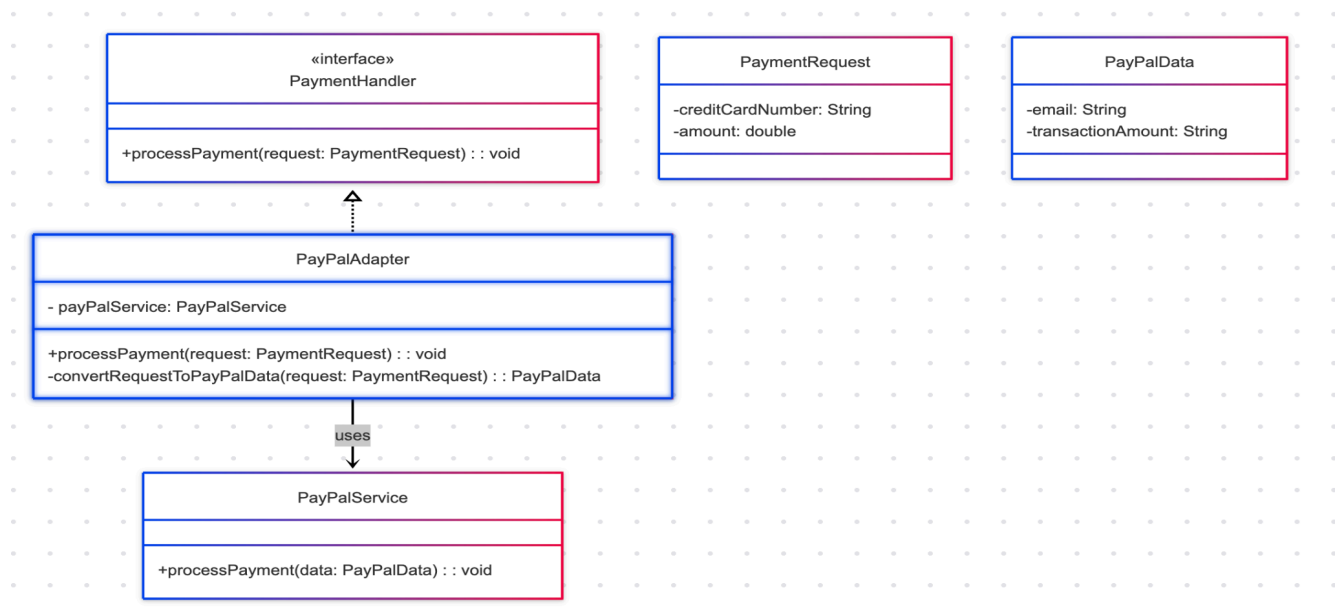 «interface»
PaymentHandler
+processPayment(request: PaymentRequest) : : void
PaymentRequest
-creditCardNumber: String
-amount: double
PayPalData
-email: String
-transactionAmount: String
PayPalAdapter
- payPalService: PayPalService
+processPayment(request: PaymentRequest) : : void
-convertRequestToPayPalData(request: PaymentRequest) : : PayPalData
uses
PayPalService
+processPayment(data: PayPalData) : : void